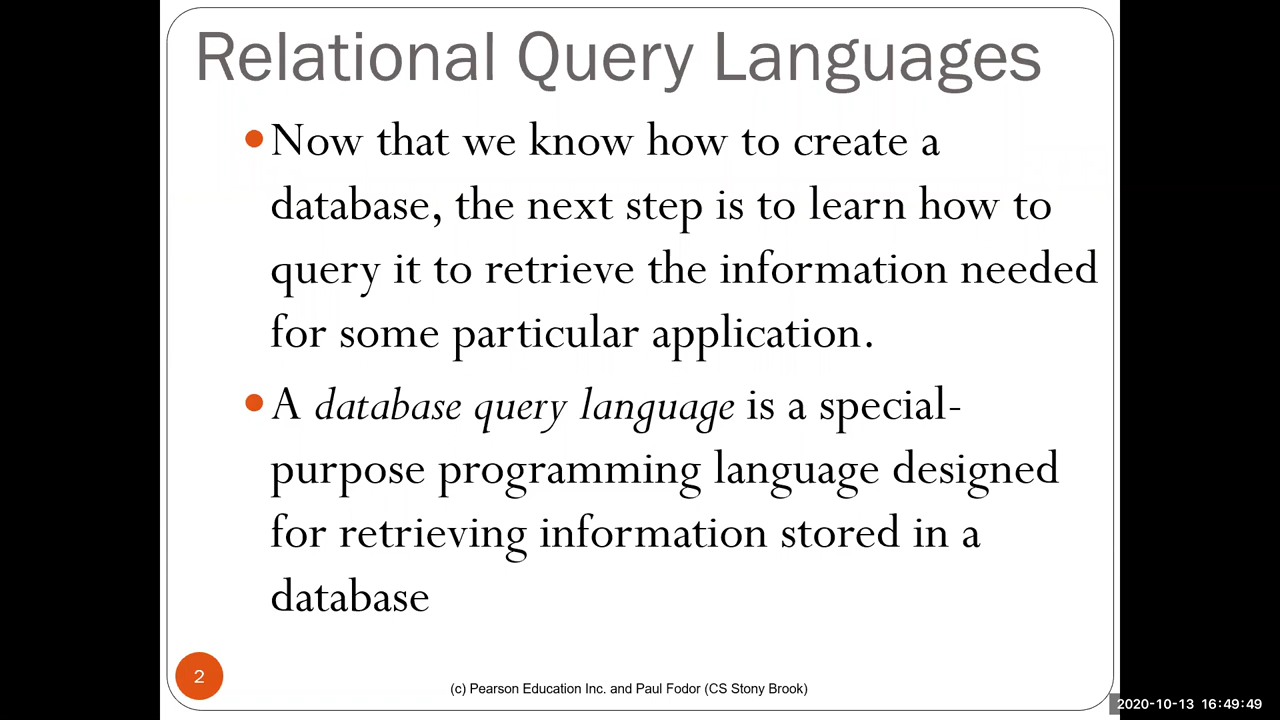 Relational Query Languages
Now that we know how to create a
database, the next step is to learn how to
query it to retrieve the information needed
for some particular application.
A database query language is a special-
purpose programming language designed
for retrieving information stored in a
database
2
(c) Pearson Education Inc. and Paul Fodor (CS Stony Brook)
2020-10-13 16:49:49